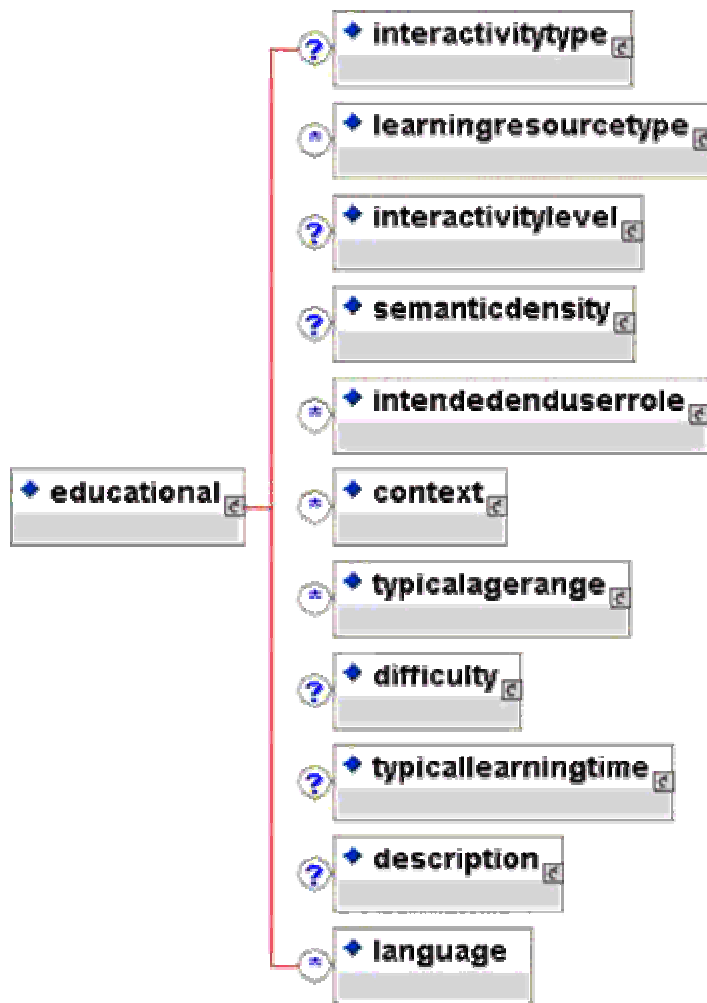 ? interactivitytype
* learningresourcetype
? interactivitylevel
? semanticdensity
* intendedenduserrole
educational
* context
* typicalagerange
? difficulty
? typicallearningtime
? description
* language